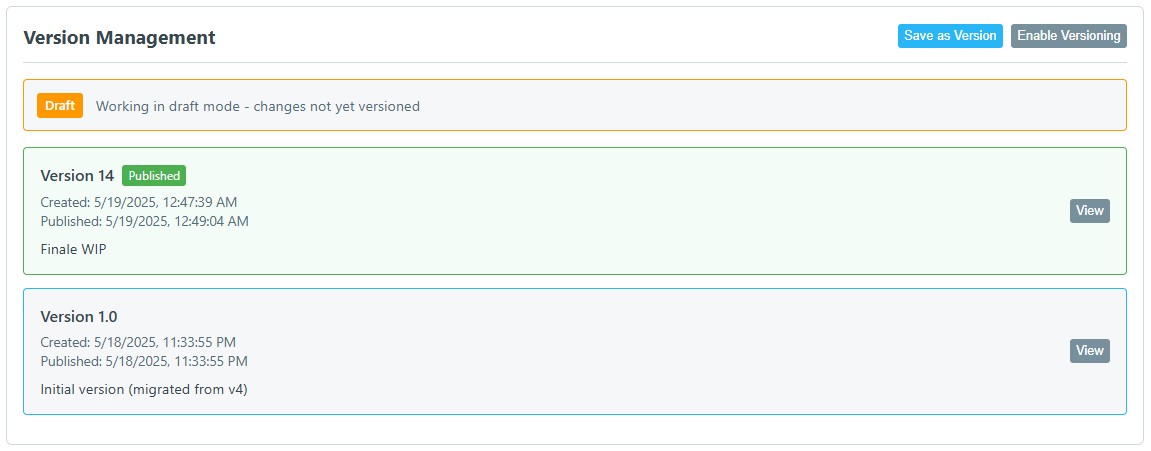 Version Management
Save as Version
Enable Versioning
Draft
Working in draft mode - changes not yet versioned
Version 14
Published
Created: 5/19/2025, 12:47:39 AM
Published: 5/19/2025, 12:49:04 AM
View
Finale WIP
Version 1.0
Created: 5/18/2025, 11:33:55 PM
Published: 5/18/2025, 11:33:55 PM
View
Initial version (migrated from v4)